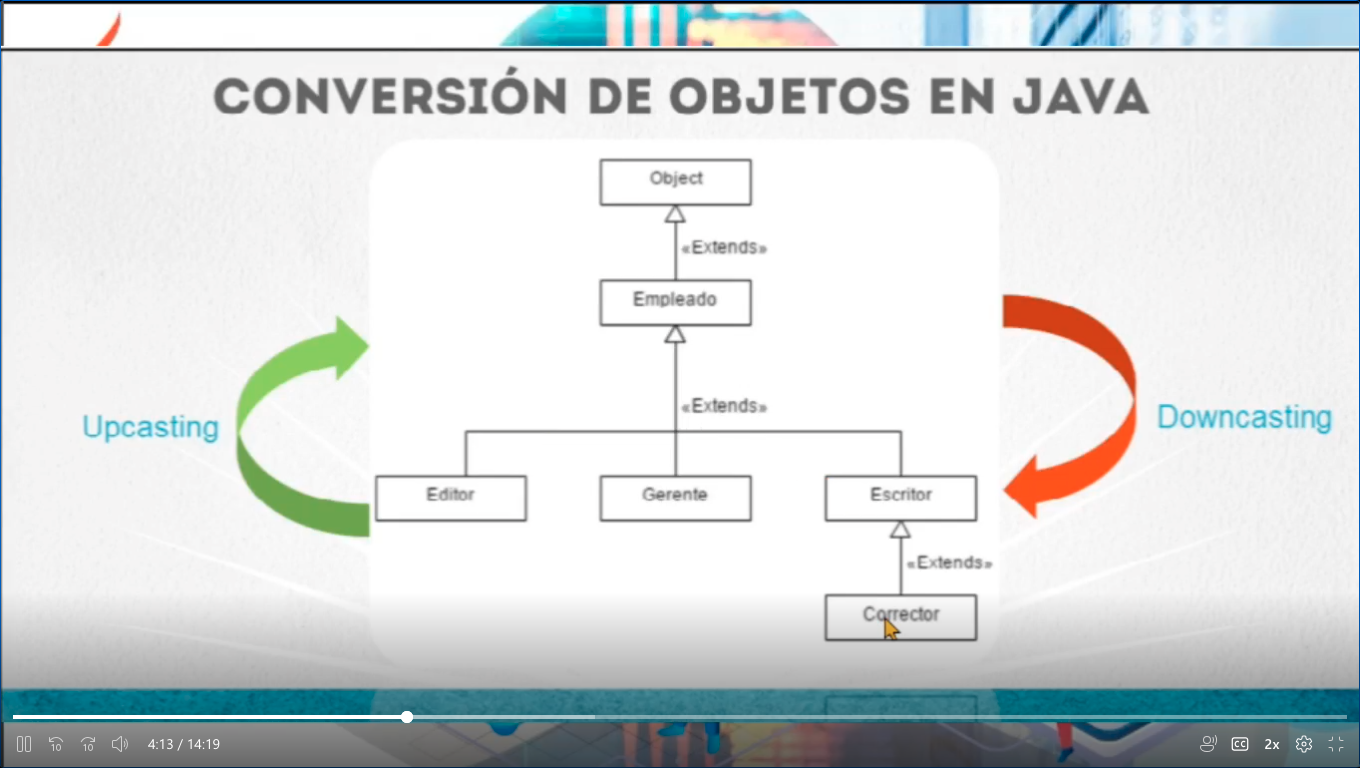 CONVERSIÓN DE OBJETOS EN JAVA
Object
«Extends»
Empleado
«Extends»
Upcasting
Downcasting
Editor
Gerente
Escritor
«Extends»
Corrector
10
10
4:13 / 14:19
CC
2x